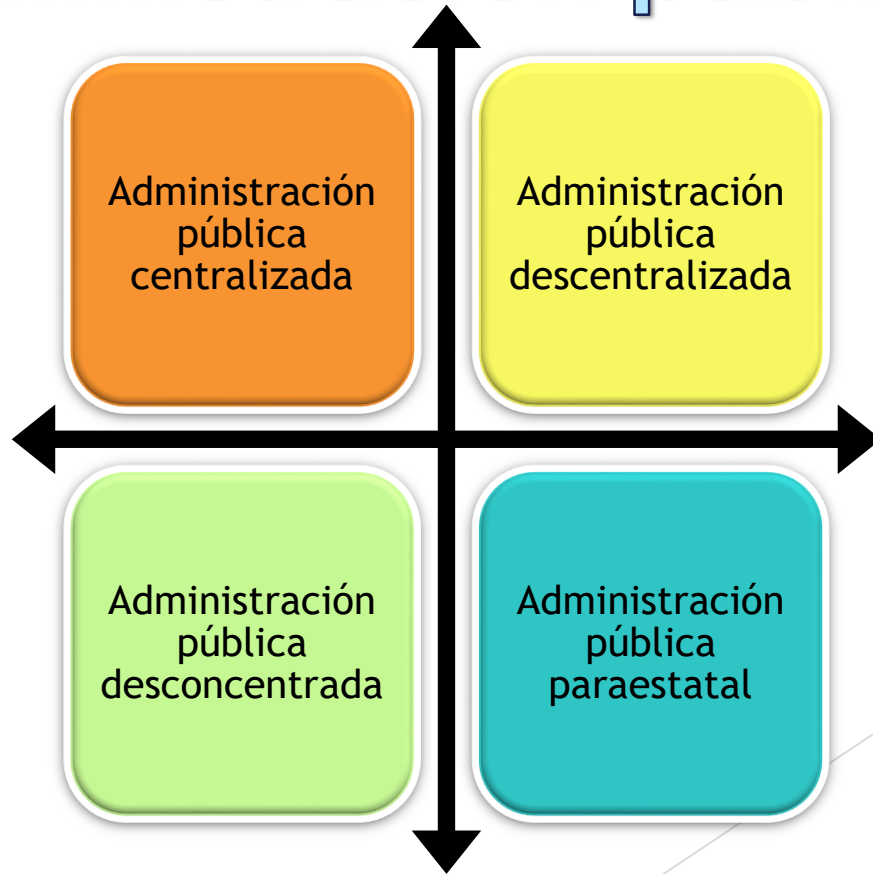 Administración
pública
centralizada
Administración
pública
descentralizada
Administración
pública
desconcentrada
Administración
pública
paraestatal